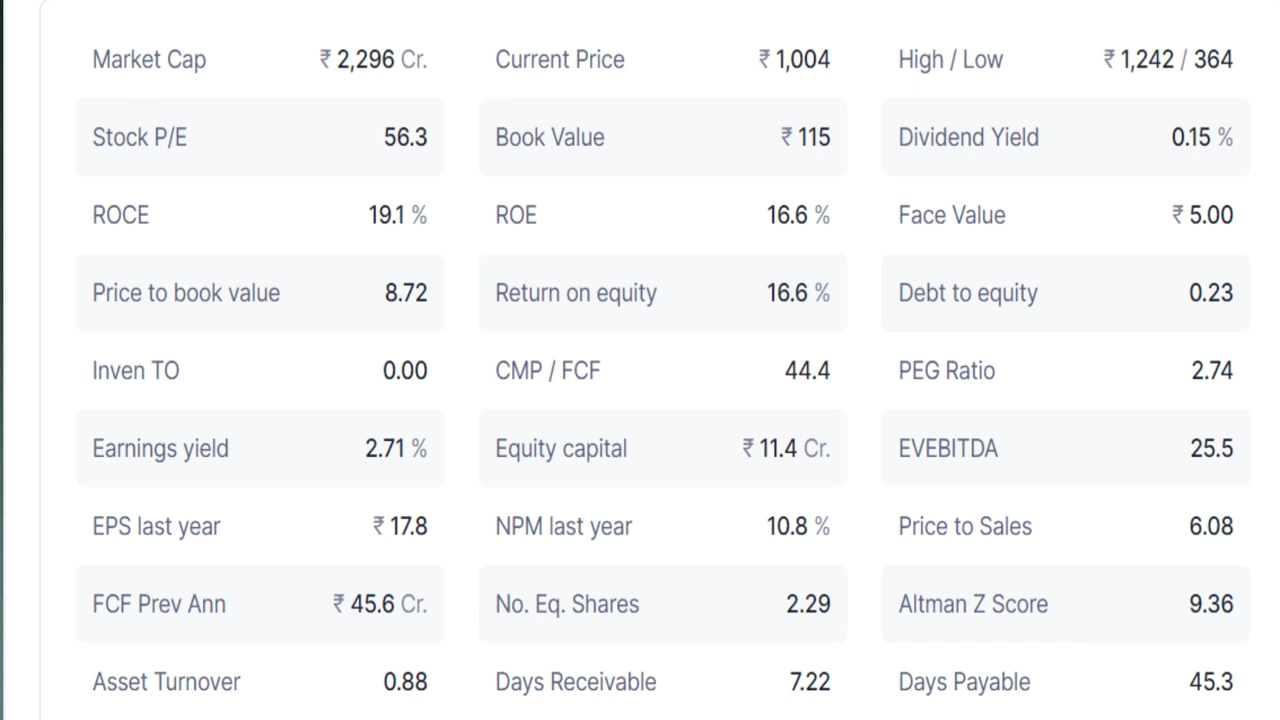 Market Cap ₹ 2,296 Cr. Current Price ₹ 1,004 High / Low ₹ 1,242 / 364
Stock P/E 56.3 Book Value ₹ 115 Dividend Yield 0.15 %
ROCE 19.1 % ROE 16.6 % Face Value ₹ 5.00
Price to book value 8.72 Return on equity 16.6 % Debt to equity 0.23
Inven TO 0.00 CMP / FCF 44.4 PEG Ratio 2.74
Earnings yield 2.71 % Equity capital ₹ 11.4 Cr. EVEBITDA 25.5
EPS last year ₹ 17.8 NPM last year 10.8 % Price to Sales 6.08
FCF Prev Ann ₹ 45.6 Cr. No. Eq. Shares 2.29 Altman Z Score 9.36
Asset Turnover 0.88 Days Receivable 7.22 Days Payable 45.3